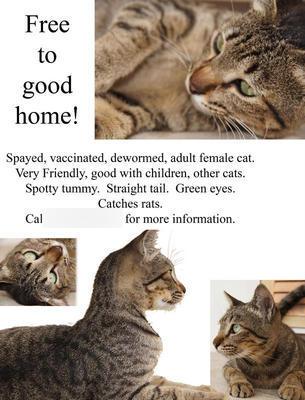 Free
to
good
home!
Spayed, vaccinated, dewormed, adult female cat.
Very Friendly, good with children, other cats.
Spotty tummy. Straight tail. Green eyes.
Catches rats.
Cal for more information.